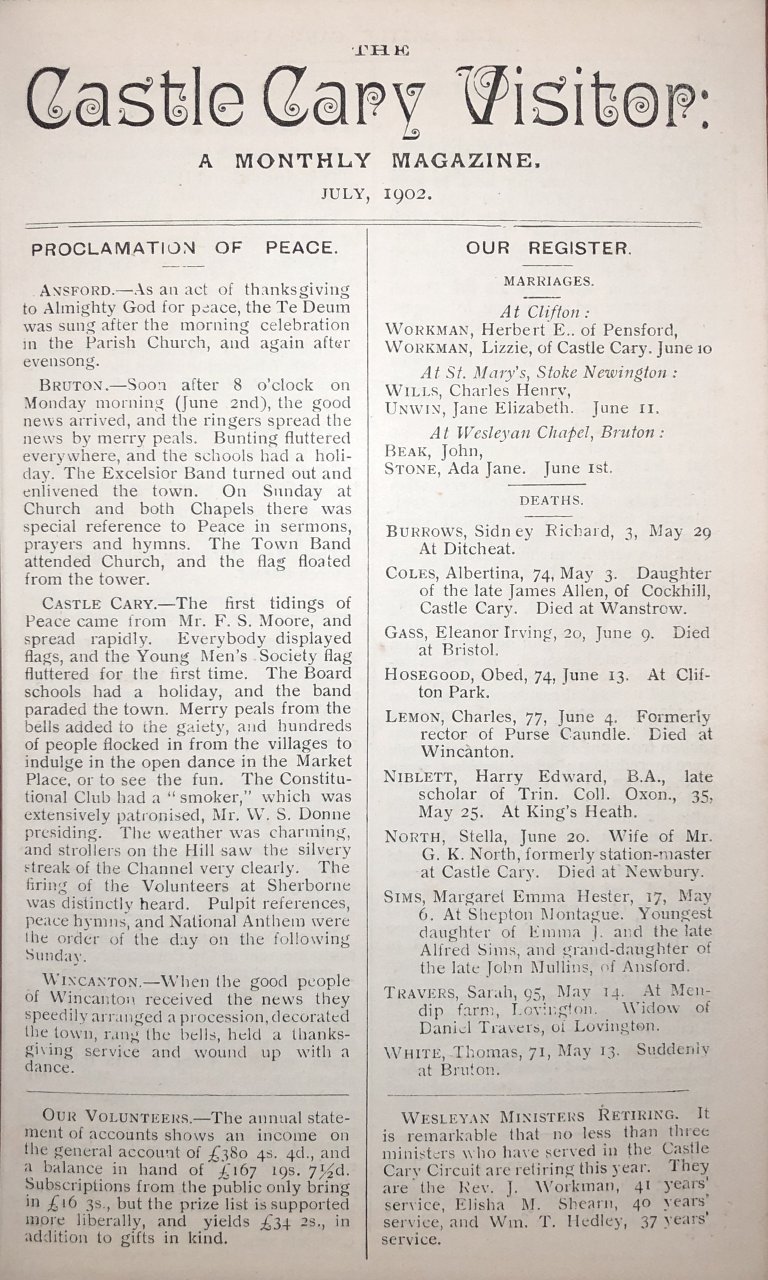 THE
Castle Cary Visitor:
A MONTHLY MAGAZINE.
JULY, 1902.
PROCLAMATION OF PEACE.
ANSFORD.—As an act of thanksgiving
to Almighty God for peace, the Te Deum
was sung after the morning celebration
in the Parish Church, and again after
evensong.
BRUTON.—Soon after 8 o'clock on
Monday morning (June 2nd), the good
news arrived, and the ringers spread the
news by merry peals. Bunting fluttered
everywhere, and the schools had a holi-
day. The Excelsior Band turned out and
enlivened the town. On Sunday at
Church and both Chapels there was
special reference to Peace in sermons,
prayers and hymns. The Town Band
attended Church, and the flag floated
from the tower.
CASTLE CARY.—The first tidings of
Peace came from Mr. F. S. Moore, and
spread rapidly. Everybody displayed
flags, and the Young Men's Society flag
fluttered for the first time. The Board
schools had a holiday, and the band
paraded the town. Merry peals from the
bells added to the gaiety, and hundreds
of people flocked in from the villages to
indulge in the open dance in the Market
Place, or to see the fun. The Constitu-
tional Club had a "smoker," which was
extensively patronised, Mr. W. S. Donne
presiding. The weather was charming,
and strollers on the Hill saw the silvery
streak of the Channel very clearly. The
firing of the Volunteers at Sherborne
was distinctly heard. Pulpit references,
peace hymns, and National Anthem were
the order of the day on the following
Sunday.
WINCANTON.—When the good people
of Wincanton received the news they
speedily arranged a procession, decorated
the town, rang the bells, held a thanks-
giving service and wound up with a
dance.
OUR VOLUNTEERS.—The annual state-
ment of accounts shows an income on
the general account of £380 4s. 4d., and
a balance in hand of £167 19s. 7½d.
Subscriptions from the public only bring
in £16 3s., but the prize list is supported
more liberally, and yields £34 2s., in
addition to gifts in kind.
OUR REGISTER.
MARRIAGES.
At Clifton :
WORKMAN, Herbert E.. of Pensford,
WORKMAN, Lizzie, of Castle Cary. June 10
At St. Mary's, Stoke Newington :
WILLS, Charles Henry,
UNWIN, Jane Elizabeth. June 11.
At Wesleyan Chapel, Bruton :
BEAK, John,
STONE, Ada Jane. June 1st.
DEATHS.
BURROWS, Sidney Richard, 3, May 29
At Ditcheat.
COLES, Albertina, 74, May 3. Daughter
of the late James Allen, of Cockhill,
Castle Cary. Died at Wanstrow.
GASS, Eleanor Irving, 20, June 9. Died
at Bristol.
HOSEGOOD, Obed, 74, June 13. At Clif-
ton Park.
LEMON, Charles, 77, June 4. Formerly
rector of Purse Caundle. Died at
Wincanton.
NIBLETT, Harry Edward, B.A., late
scholar of Trin. Coll. Oxon., 35,
May 25. At King's Heath.
NORTH, Stella, June 20. Wife of Mr.
G. K. North, formerly station-master
at Castle Cary. Died at Newbury.
SIMS, Margaret Emma Hester, 17, May
6. At Shepton Montague. Youngest
daughter of Emma J. and the late
Alfred Sims, and grand-daughter of
the late John Mullins, of Ansford.
TRAVERS, Sarah, 95, May 14. At Men-
dip farm, Lovington. Widow of
Daniel Travers, of Lovington.
WHITE, Thomas, 71, May 13. Suddenly
at Bruton.
WESLEYAN MINISTERS RETIRING. It
is remarkable that no less than three
ministers who have served in the Castle
Cary Circuit are retiring this year. They
are the Rev. J. Workman, 41 years'
service, Elisha M. Shearn, 40 years'
service, and Wm. T. Hedley, 37 years'
service.